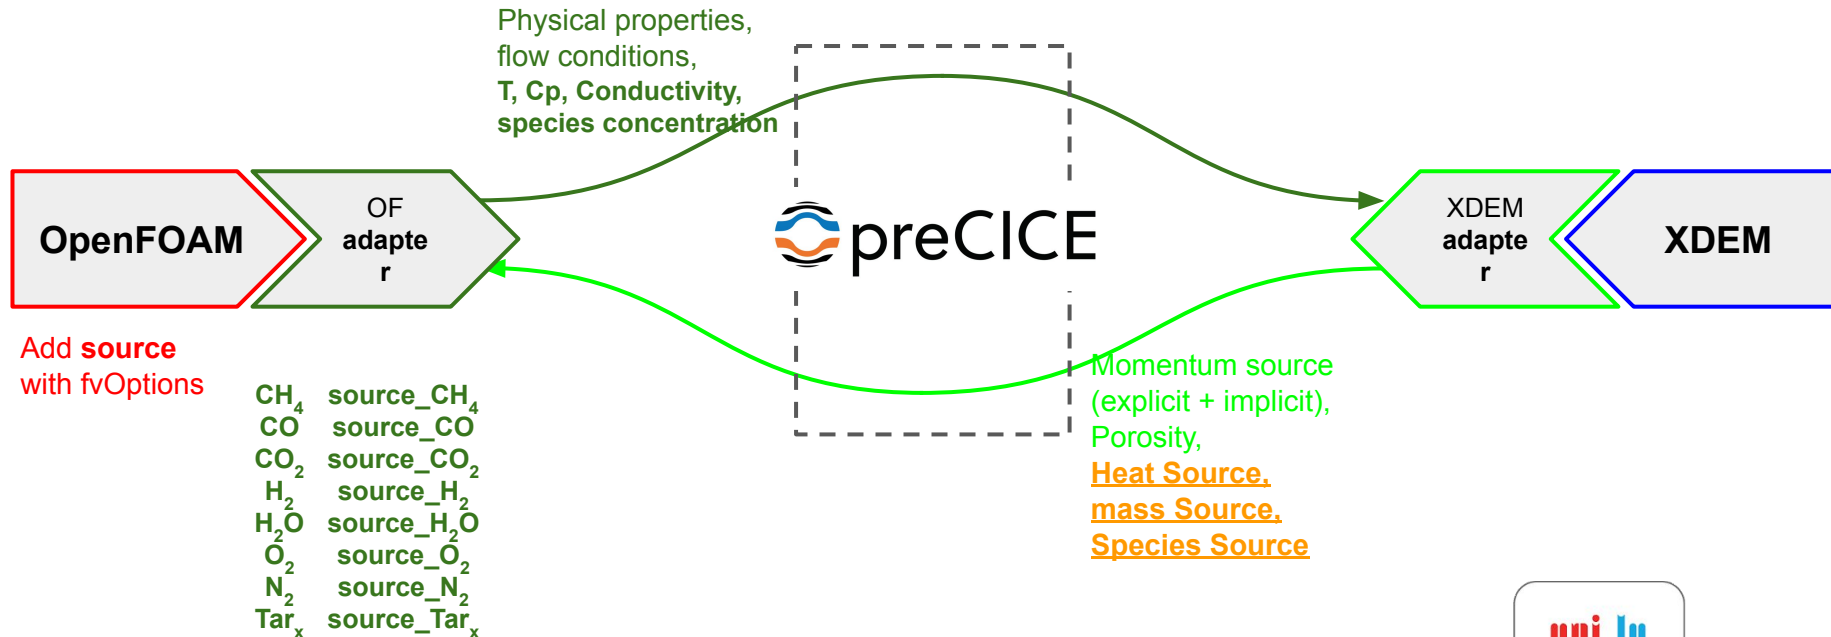 Physical properties,
flow conditions,
T, Cp, Conductivity,
species concentration
OpenFOAM
OF
adapte
r
preCICE
XDEM
adapte
r
XDEM
Add source
with fvOptions
CH₄ source_CH₄
CO source_CO
CO₂ source_CO₂
H₂ source_H₂
H₂O source_H₂O
O₂ source_O₂
N₂ source_N₂
Tarₓ source_Tarₓ
Momentum source
(explicit + implicit),
Porosity,
Heat Source,
mass Source,
Species Source
uni.lu